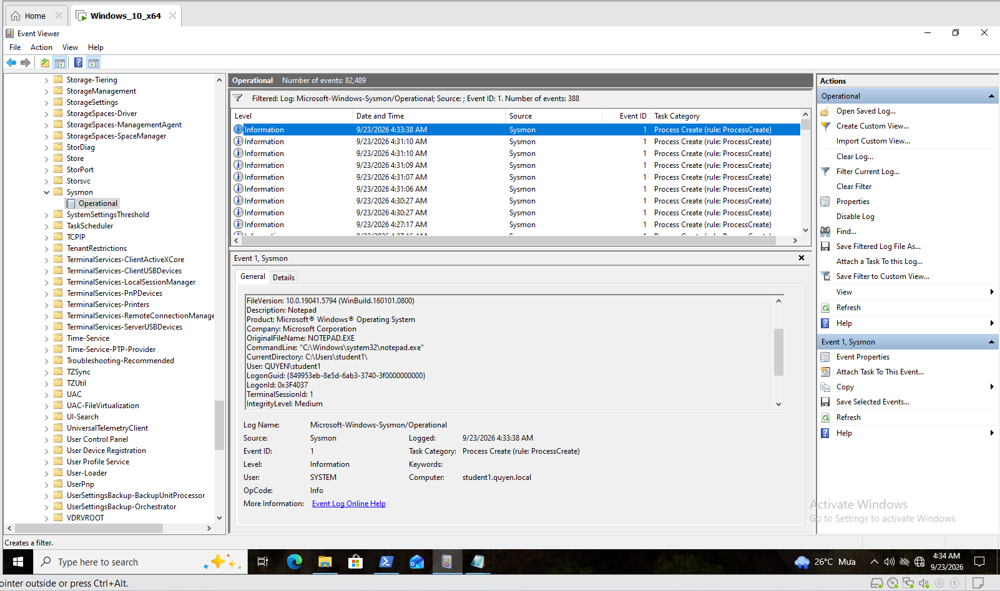 Home
Windows_10_x64
Event Viewer
File Action View Help
Storage-Tiering
StorageManagement
StorageSettings
StorageSpaces-Driver
StorageSpaces-ManagementAgent
StorageSpaces-SpaceManager
StorDiag
Store
StorPort
Storsvc
Sysmon
Operational
SystemSettingsThreshold
TaskScheduler
TCPIP
TenantRestrictions
TerminalServices-ClientActiveXCore
TerminalServices-ClientUSBDevices
TerminalServices-LocalSessionManager
TerminalServices-PnPDevices
TerminalServices-Printers
TerminalServices-RemoteConnectionManage
TerminalServices-ServerUSBDevices
Time-Service
Time-Service-PTP-Provider
Troubleshooting-Recommended
TZSync
TZUtil
UAC
UAC-FileVirtualization
UI-Search
UniversalTelemetryClient
User Control Panel
User Device Registration
User Profile Service
User-Loader
UserPnp
UserSettingsBackup-BackupUnitProcessor
UserSettingsBackup-Orchestrator
VDRVROOT
Operational Number of events: 82,489
Filtered: Log: Microsoft-Windows-Sysmon/Operational; Source: ; Event ID: 1. Number of events: 388
Level Date and Time Source Event ID Task Category
Information 9/23/2026 4:33:38 AM Sysmon 1 Process Create (rule: ProcessCreate)
Information 9/23/2026 4:31:10 AM Sysmon 1 Process Create (rule: ProcessCreate)
Information 9/23/2026 4:31:10 AM Sysmon 1 Process Create (rule: ProcessCreate)
Information 9/23/2026 4:31:09 AM Sysmon 1 Process Create (rule: ProcessCreate)
Information 9/23/2026 4:31:07 AM Sysmon 1 Process Create (rule: ProcessCreate)
Information 9/23/2026 4:31:06 AM Sysmon 1 Process Create (rule: ProcessCreate)
Information 9/23/2026 4:30:27 AM Sysmon 1 Process Create (rule: ProcessCreate)
Information 9/23/2026 4:30:27 AM Sysmon 1 Process Create (rule: ProcessCreate)
Information 9/23/2026 4:27:17 AM Sysmon 1 Process Create (rule: ProcessCreate)
Event 1, Sysmon
General Details
FileVersion: 10.0.19041.5794 (WinBuild.160101.0800)
Description: Notepad
Product: Microsoft® Windows® Operating System
Company: Microsoft Corporation
OriginalFileName: NOTEPAD.EXE
CommandLine: "C:\Windows\system32\notepad.exe"
CurrentDirectory: C:\Users\student1\
User: QUYEN\student1
LogonGuid: {849953eb-8e5d-6ab3-3740-3f0000000000}
LogonId: 0x3F4037
TerminalSessionId: 1
IntegrityLevel: Medium
Log Name: Microsoft-Windows-Sysmon/Operational
Source: Sysmon Logged: 9/23/2026 4:33:38 AM
Event ID: 1 Task Category: Process Create (rule: ProcessCreate)
Level: Information Keywords:
User: SYSTEM Computer: student1.quyen.local
OpCode: Info
More Information: Event Log Online Help
Actions
Operational
Open Saved Log...
Create Custom View...
Import Custom View...
Clear Log...
Filter Current Log...
Clear Filter
Properties
Disable Log
Find...
Save Filtered Log File As...
Attach a Task To this Log...
Save Filter to Custom View...
View
Refresh
Help
Event 1, Sysmon
Event Properties
Attach Task To This Event...
Copy
Save Selected Events...
Refresh
Help
Activate Windows
Go to Settings to activate Windows.
Creates a filter.
Type here to search
26°C Mưa
4:34 AM
9/23/2026
ointer outside or press Ctrl+Alt.